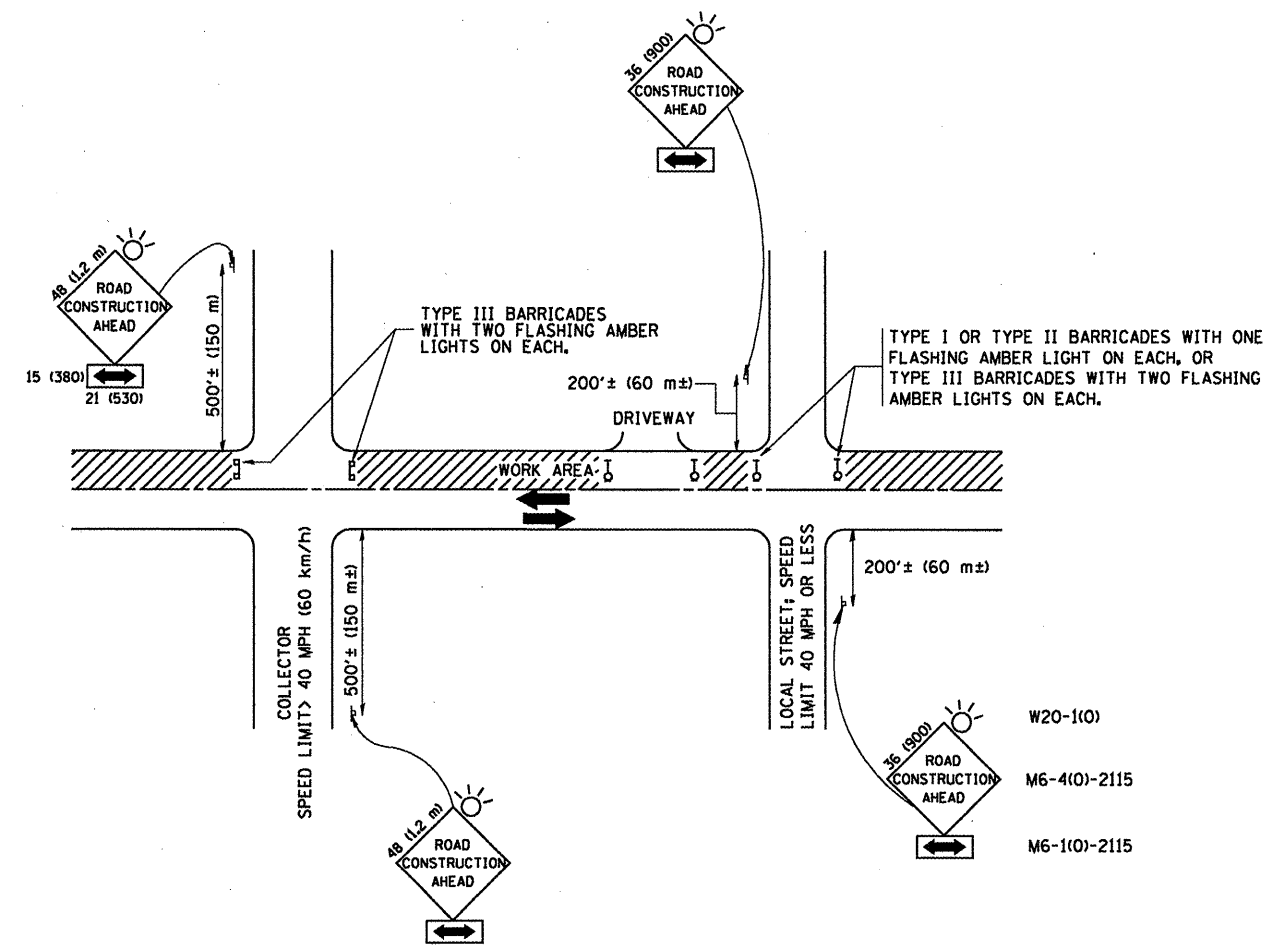 36 (900)
ROAD
CONSTRUCTION
AHEAD
48 (1.2 m)
ROAD
CONSTRUCTION
AHEAD
15 (380)
21 (530)
500'± (150 m)
TYPE III BARRICADES
WITH TWO FLASHING AMBER
LIGHTS ON EACH.
200'± (60 m±)
DRIVEWAY
TYPE I OR TYPE II BARRICADES WITH ONE
FLASHING AMBER LIGHT ON EACH. OR
TYPE III BARRICADES WITH TWO FLASHING
AMBER LIGHTS ON EACH.
WORK AREA
COLLECTOR
SPEED LIMIT> 40 MPH (60 km/h)
500'± (150 m±)
LOCAL STREET; SPEED
LIMIT 40 MPH OR LESS
200'± (60 m±)
48 (1.2 m)
ROAD
CONSTRUCTION
AHEAD
36 (900)
ROAD
CONSTRUCTION
AHEAD
W20-1(O)
M6-4(O)-2115
M6-1(O)-2115